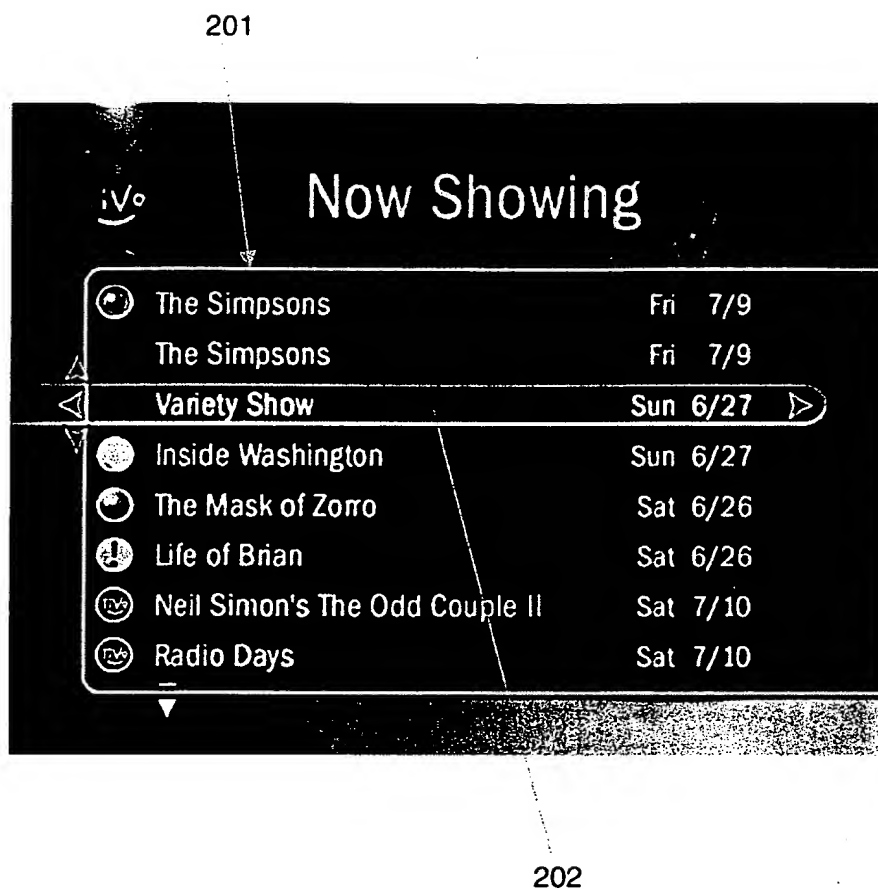 201
Now Showing
The Simpsons Fri 7/9
The Simpsons Fri 7/9
Variety Show Sun 6/27
Inside Washington Sun 6/27
The Mask of Zorro Sat 6/26
Life of Brian Sat 6/26
Neil Simon's The Odd Couple II Sat 7/10
Radio Days Sat 7/10
202